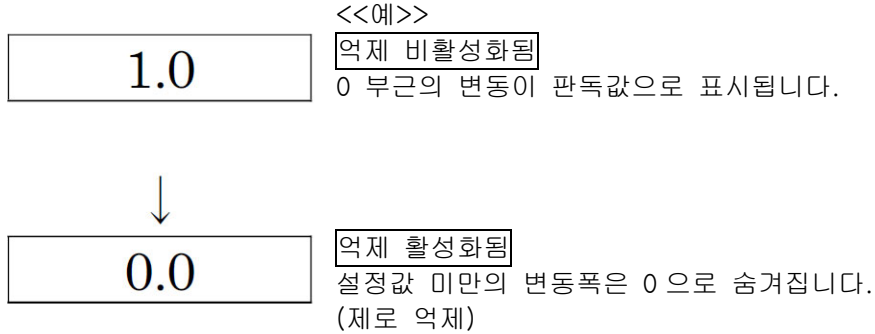 <<예>>
억제 비활성화됨
1.0
0 부근의 변동이 판독값으로 표시됩니다.
↓
억제 활성화됨
0.0
설정값 미만의 변동폭은 0으로 숨겨집니다.
(제로 억제)